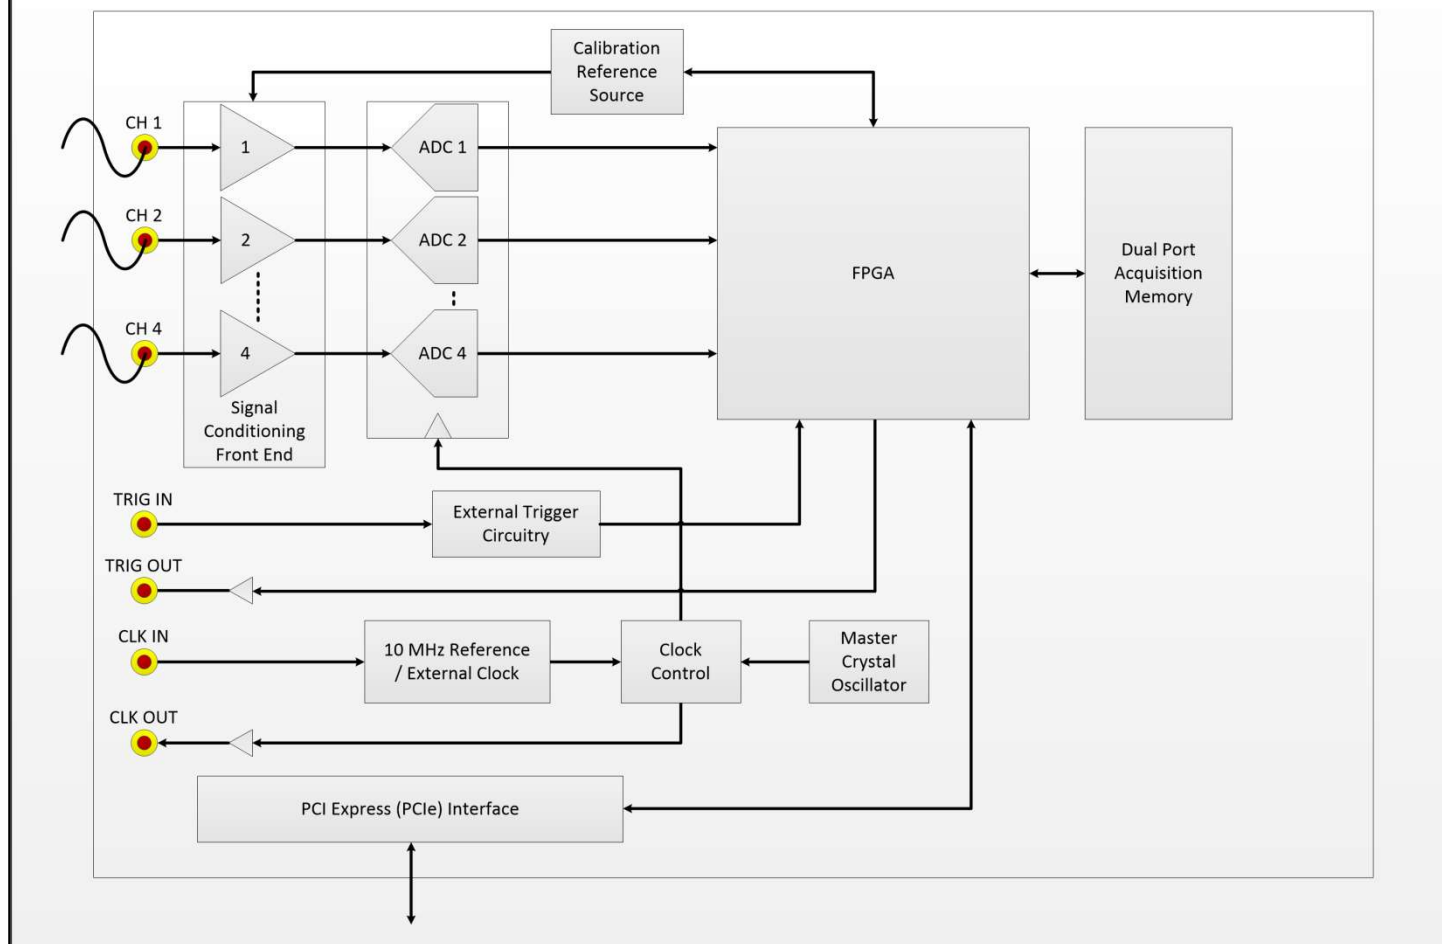 Calibration
Reference
Source
CH 1
1
ADC 1
CH 2
2
ADC 2
FPGA
Dual Port
Acquisition
Memory
CH 4
4
ADC 4
Signal
Conditioning
Front End
TRIG IN
External Trigger
Circuitry
TRIG OUT
CLK IN
10 MHz Reference
/ External Clock
Clock
Control
Master
Crystal
Oscillator
CLK OUT
PCI Express (PCIe) Interface